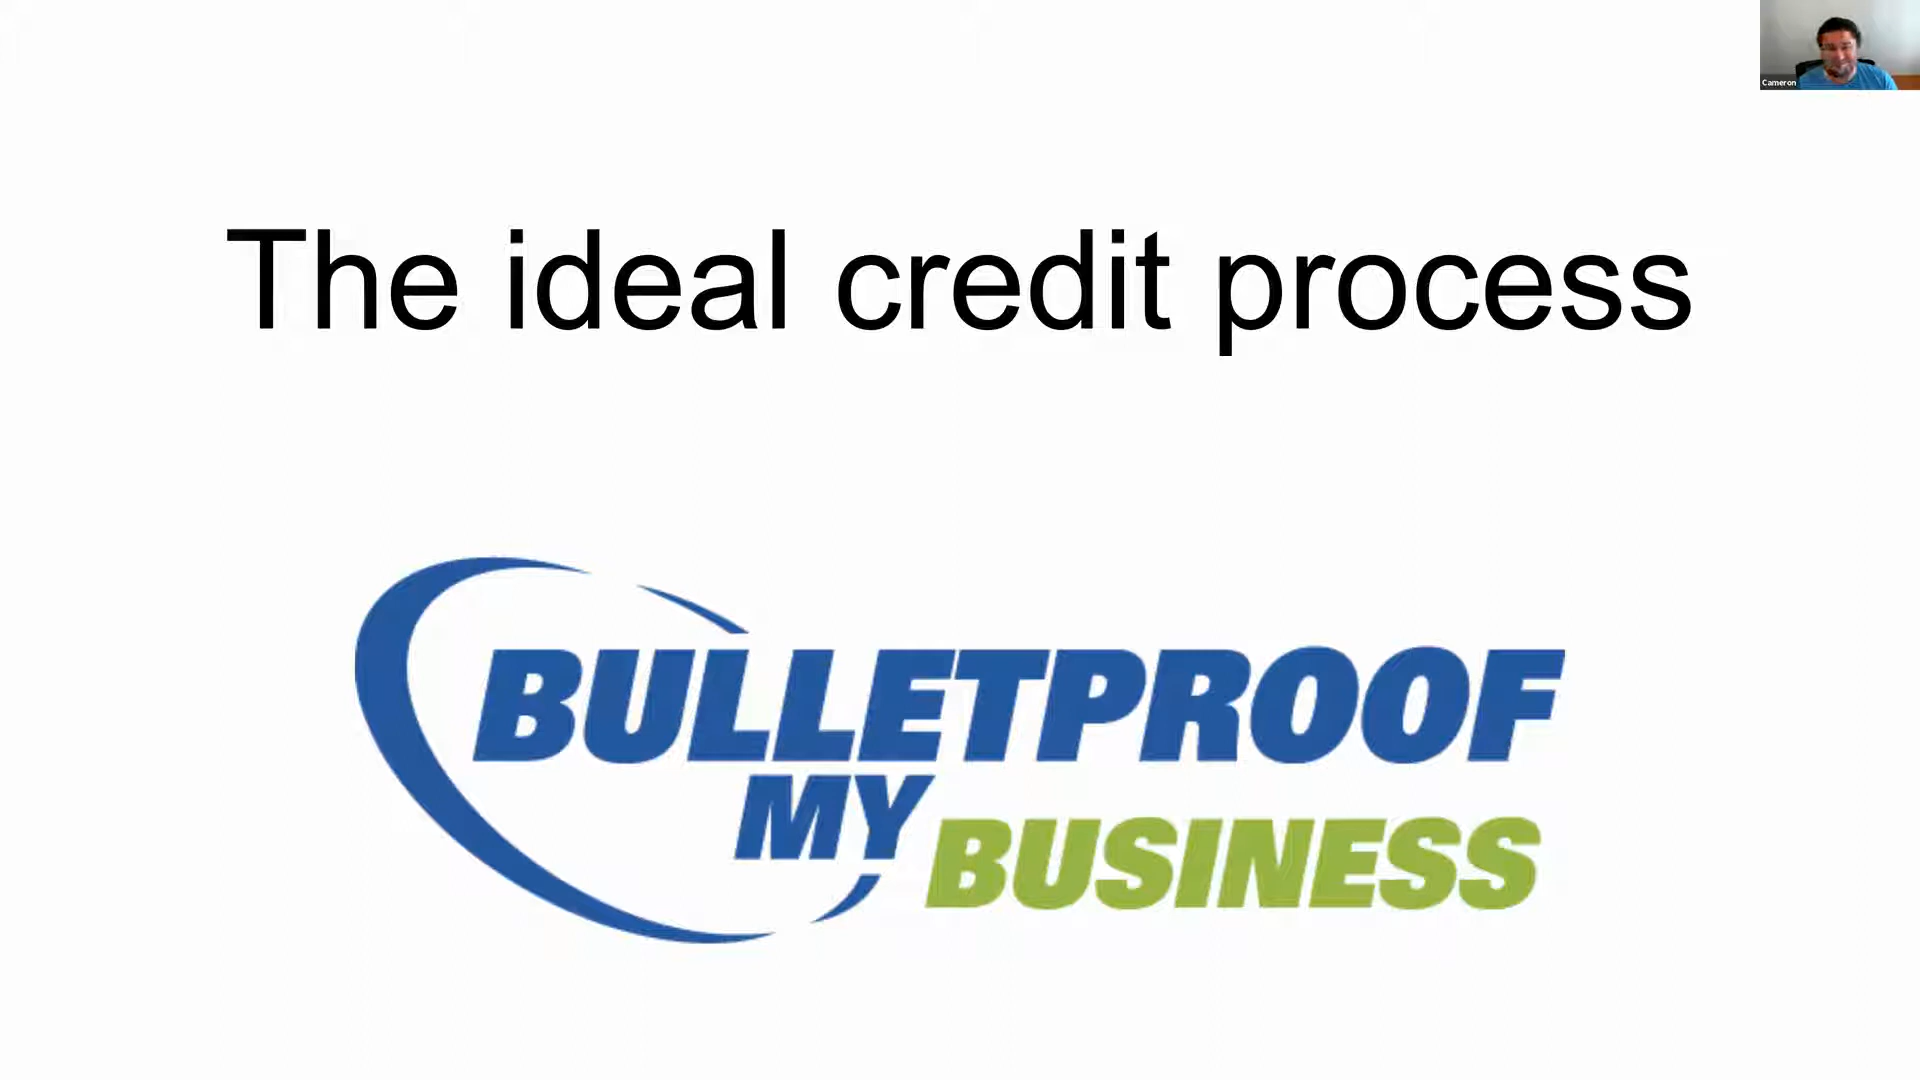 Cameron
The ideal credit process
BULLETPROOF
MY
BUSINESS